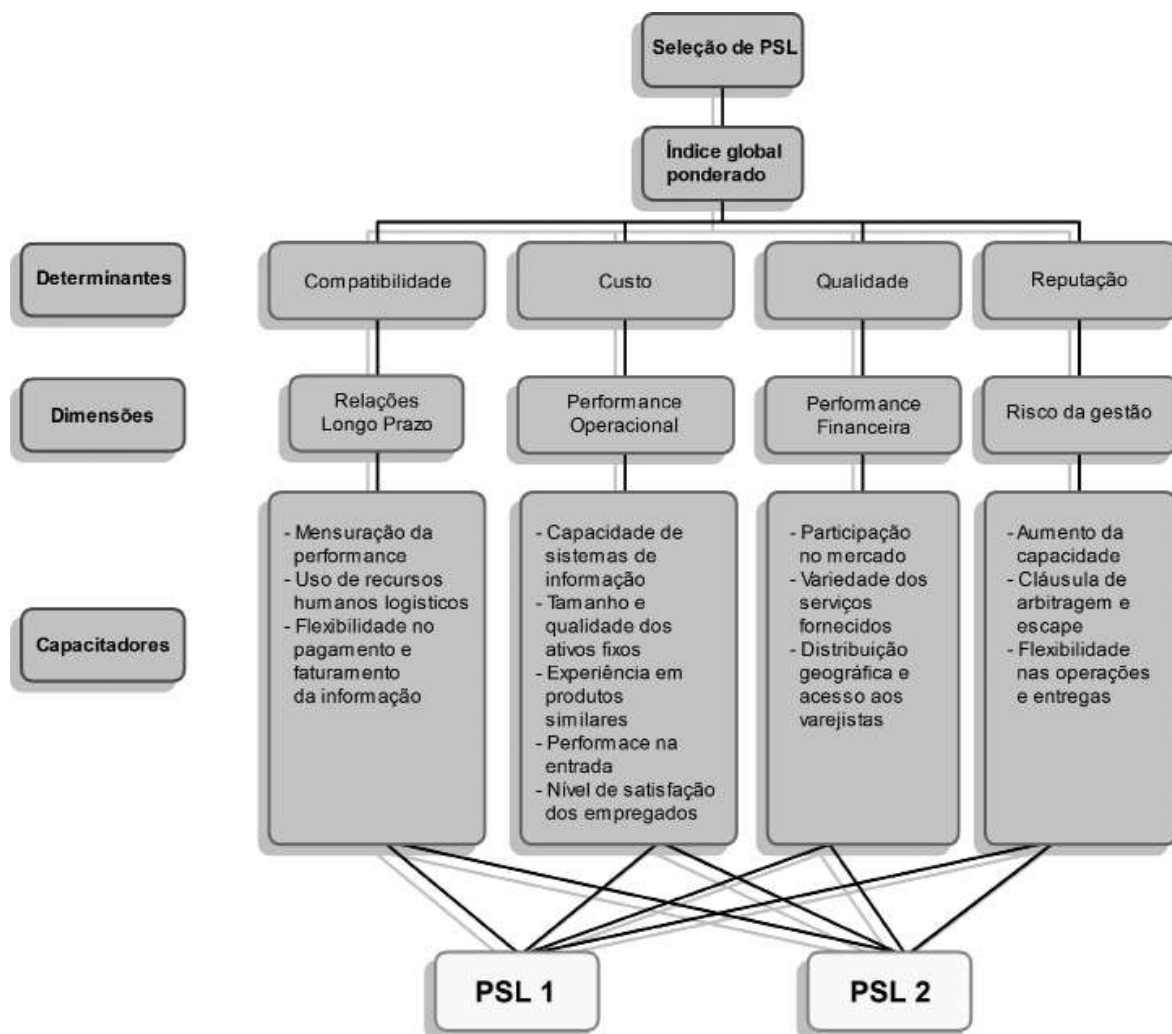 Seleção de PSL
Índice global
ponderado
Determinantes
Compatibilidade
Custo
Qualidade
Reputação
Dimensões
Relações
Longo Prazo
Performance
Operacional
Performance
Financeira
Risco da gestão
Capacitadores
- Mensuração da
performance
- Uso de recursos
humanos logisticos
- Flexibilidade no
pagamento e
faturamento
da informação
- Capacidade de
sistemas de
informação
- Tamanho e
qualidade dos
ativos fixos
- Experiência em
produtos
similares
- Performace na
entrada
- Nível de satisfação
dos empregados
- Participação
no mercado
- Variedade dos
serviços
fornecidos
- Distribuição
geográfica e
acesso aos
varejistas
- Aumento da
capacidade
- Cláusula de
arbitragem e
escape
- Flexibilidade
nas operações
e entregas
PSL 1
PSL 2